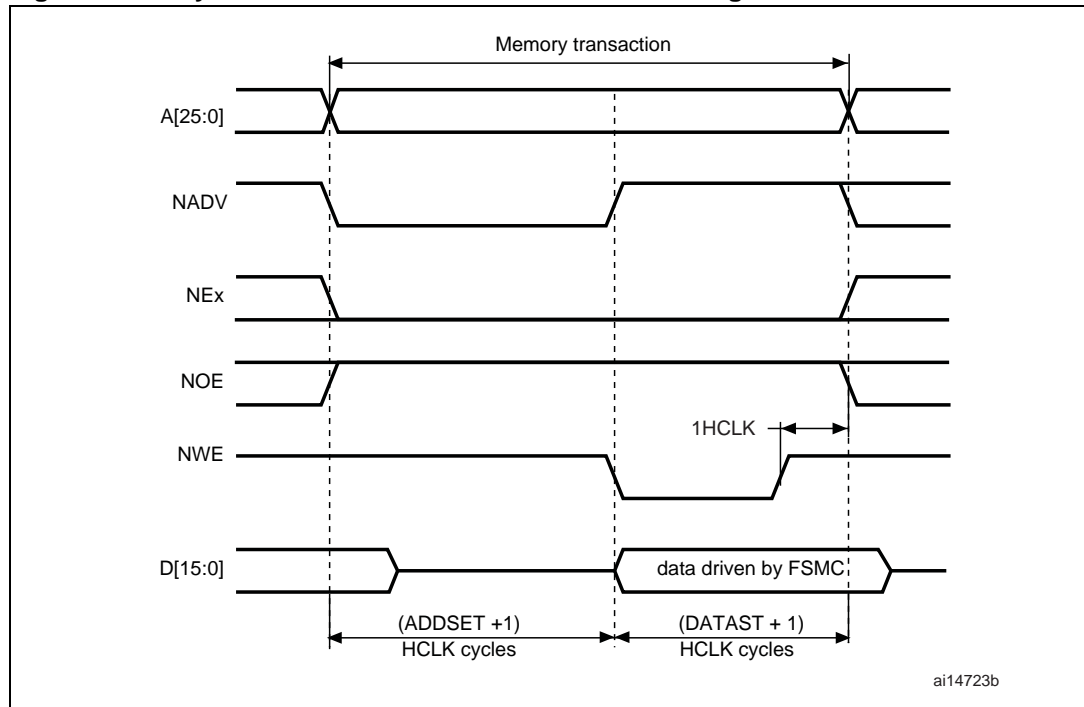 Memory transaction
A[25:0]
NADV
NEx
NOE
1HCLK
NWE
D[15:0]
data driven by FSMC
(ADDSET +1)
HCLK cycles
(DATAST + 1)
HCLK cycles
ai14723b